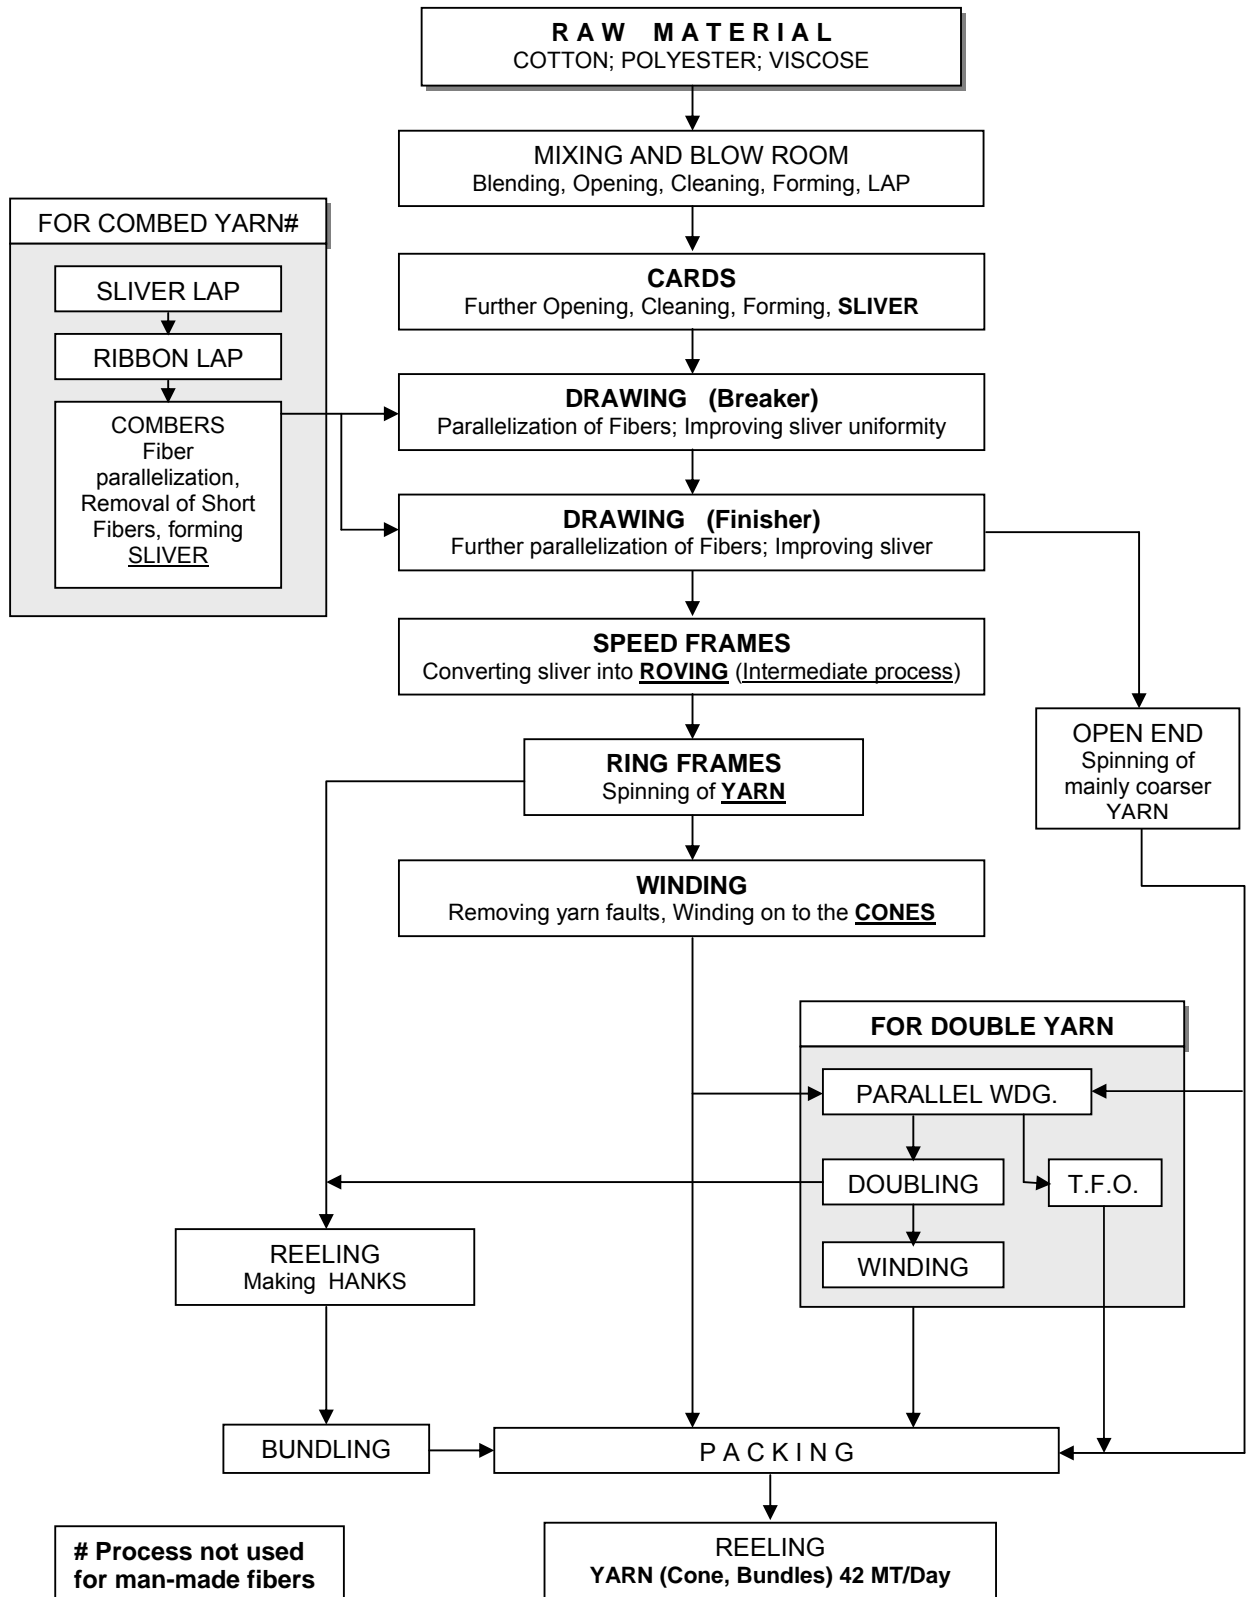 RAW MATERIAL
COTTON; POLYESTER; VISCOSE
MIXING AND BLOW ROOM
Blending, Opening, Cleaning, Forming, LAP
FOR COMBED YARN#
SLIVER LAP
RIBBON LAP
COMBERS
Fiber
parallelization,
Removal of Short
Fibers, forming
SLIVER
CARDS
Further Opening, Cleaning, Forming, SLIVER
DRAWING (Breaker)
Parallelization of Fibers; Improving sliver uniformity
DRAWING (Finisher)
Further parallelization of Fibers; Improving sliver
SPEED FRAMES
Converting sliver into ROVING (Intermediate process)
RING FRAMES
Spinning of YARN
OPEN END
Spinning of
mainly coarser
YARN
WINDING
Removing yarn faults, Winding on to the CONES
FOR DOUBLE YARN
PARALLEL WDG.
DOUBLING
T.F.O.
WINDING
REELING
Making HANKS
BUNDLING
PACKING
REELING
YARN (Cone, Bundles) 42 MT/Day
# Process not used
for man-made fibers